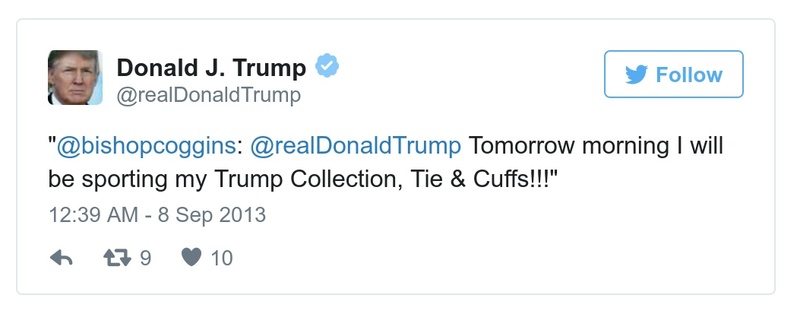 Donald J. Trump
@realDonaldTrump
Follow
"@bishopcoggins: @realDonaldTrump Tomorrow morning I will
be sporting my Trump Collection, Tie & Cuffs!!!"
12:39 AM - 8 Sep 2013
9 10